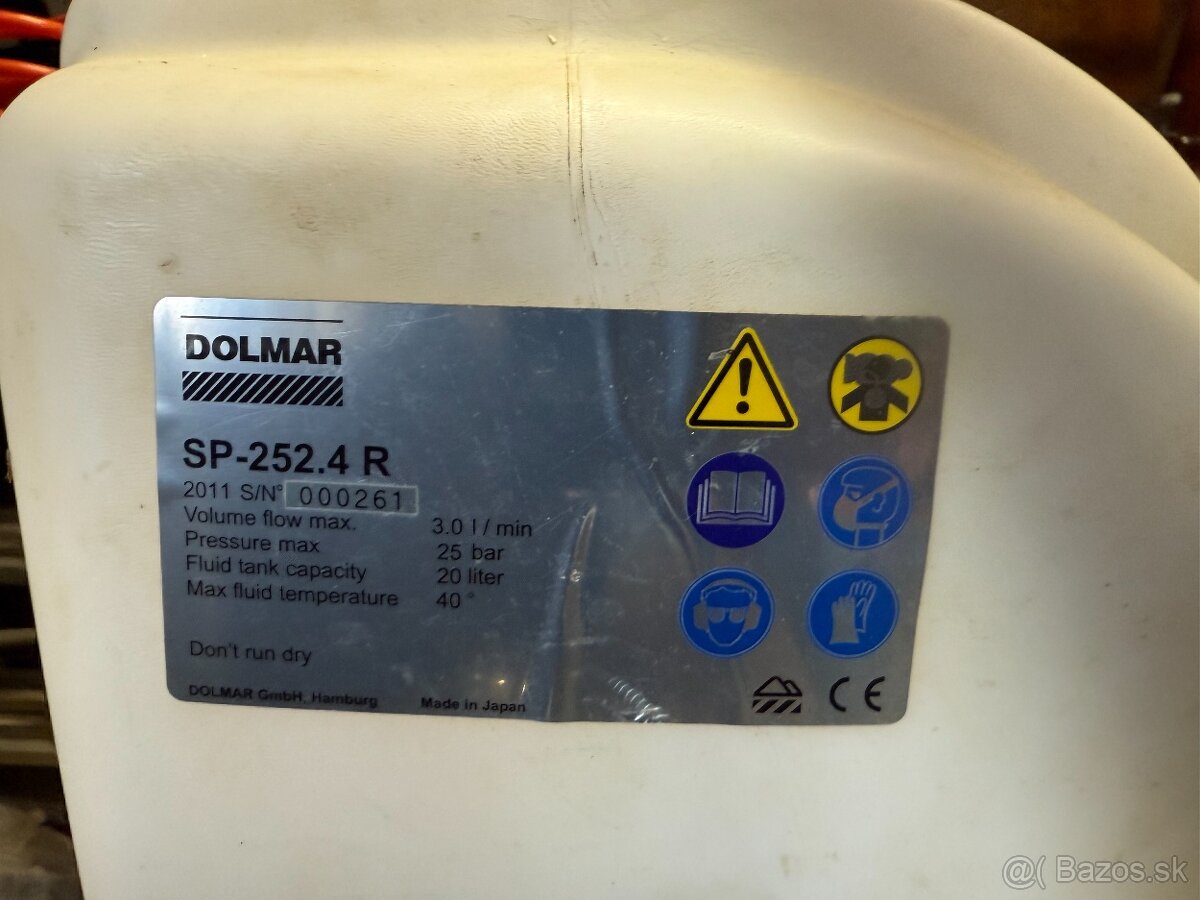 DOLMAR
SP-252.4 R
2011 S/N° 000261
Volume flow max. 3.0 l / min
Pressure max 25 bar
Fluid tank capacity 20 liter
Max fluid temperature 40 °
Don't run dry
DOLMAR GmbH, Hamburg Made in Japan
CE
@( Bazos.sk